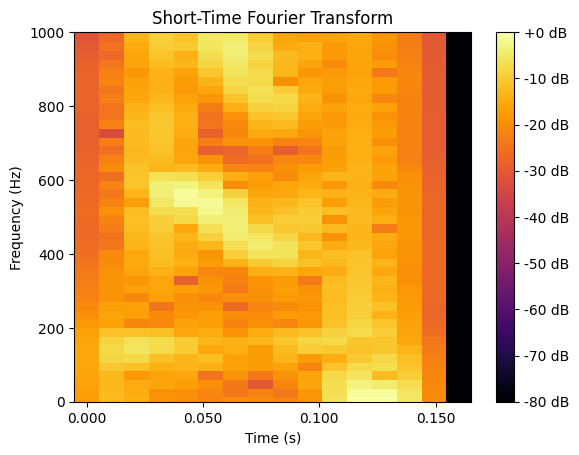 Short-Time Fourier Transform
1000
800
600
400
200
0
Frequency (Hz)
0.000
0.050
0.100
0.150
Time (s)
+0 dB
-10 dB
-20 dB
-30 dB
-40 dB
-50 dB
-60 dB
-70 dB
-80 dB